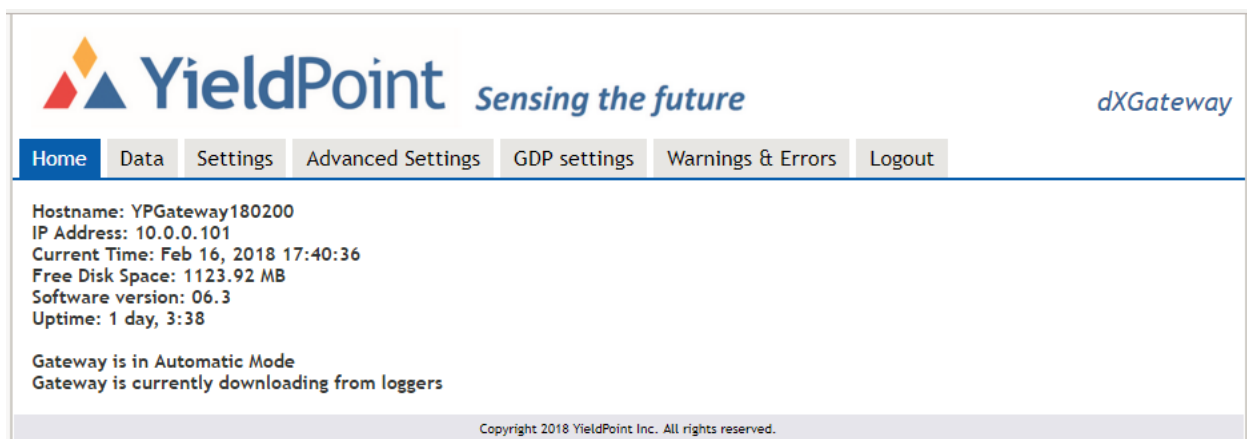 YieldPoint Sensing the future
dXGateway
Home Data Settings Advanced Settings GDP settings Warnings & Errors Logout
Hostname: YPGateway180200
IP Address: 10.0.0.101
Current Time: Feb 16, 2018 17:40:36
Free Disk Space: 1123.92 MB
Software version: 06.3
Uptime: 1 day, 3:38
Gateway is in Automatic Mode
Gateway is currently downloading from loggers
Copyright 2018 YieldPoint Inc. All rights reserved.